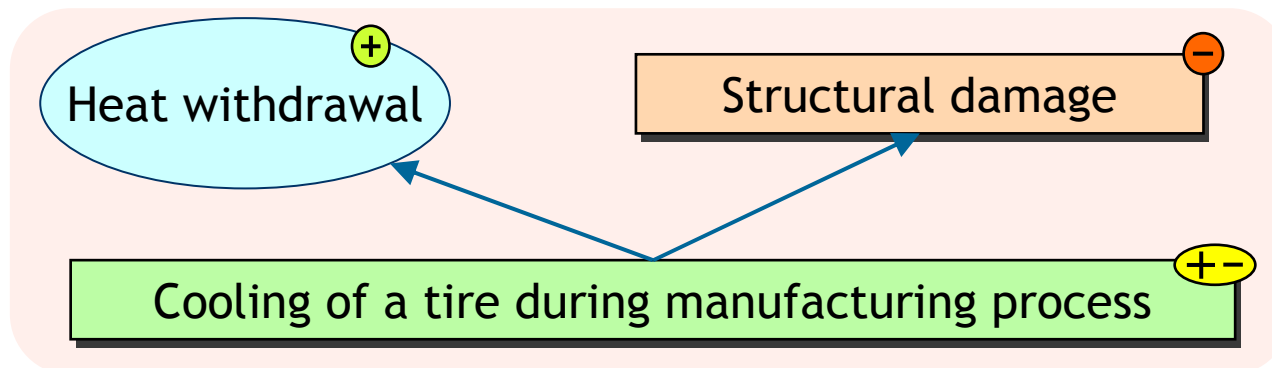 Heat withdrawal
+
Structural damage
−
Cooling of a tire during manufacturing process
+−